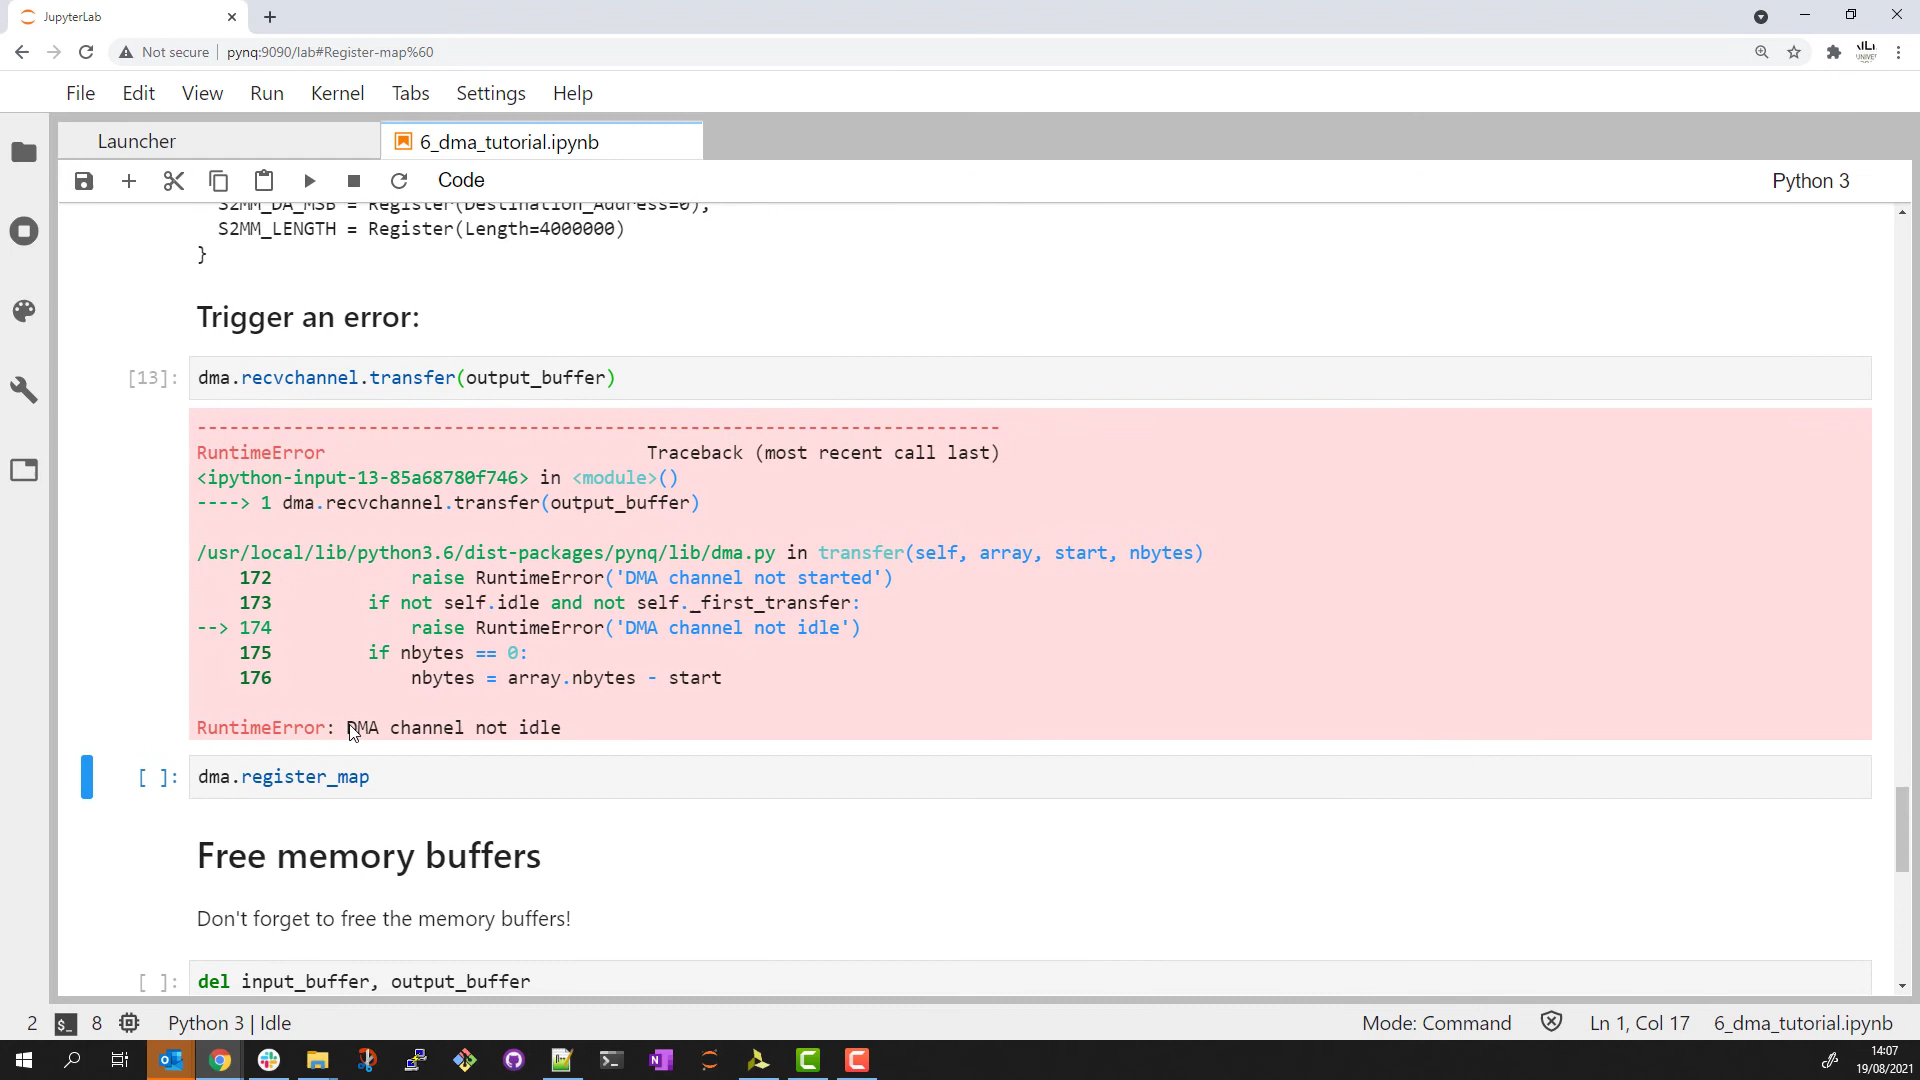 JupyterLab
Not secure pynq:9090/lab#Register-map%60
File Edit View Run Kernel Tabs Settings Help
Launcher 6_dma_tutorial.ipynb
Code Python 3
S2MM_DA_MSB = Register(Destination_Address=0),
S2MM_LENGTH = Register(Length=4000000)
}
Trigger an error:
[13]: dma.recvchannel.transfer(output_buffer)
---------------------------------------------------------------------------
RuntimeError Traceback (most recent call last)
<ipython-input-13-85a68780f746> in <module>()
----> 1 dma.recvchannel.transfer(output_buffer)
/usr/local/lib/python3.6/dist-packages/pynq/lib/dma.py in transfer(self, array, start, nbytes)
172 raise RuntimeError('DMA channel not started')
173 if not self.idle and not self._first_transfer:
--> 174 raise RuntimeError('DMA channel not idle')
175 if nbytes == 0:
176 nbytes = array.nbytes - start
RuntimeError: DMA channel not idle
[ ]: dma.register_map
Free memory buffers
Don't forget to free the memory buffers!
[ ]: del input_buffer, output_buffer
2 $_ 8 Python 3 | Idle Mode: Command Ln 1, Col 17 6_dma_tutorial.ipynb
14:07
19/08/2021